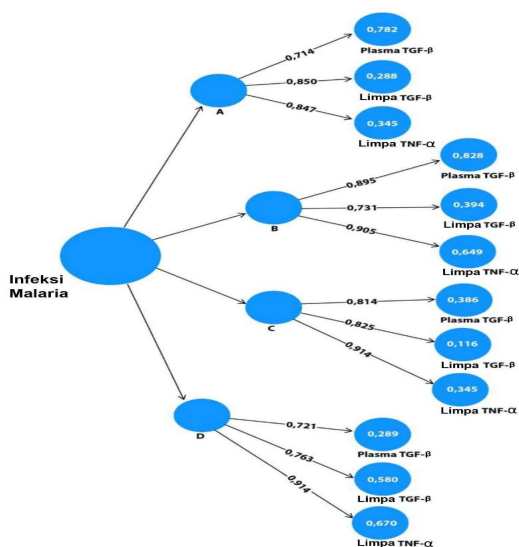 0,782
0,714
Plasma TGF-β
0,850
0,288
Limpa TGF-β
0,847
0,345
A
Limpa TNF-α
0,828
0,895
Plasma TGF-β
0,731
0,394
Limpa TGF-β
B
0,905
0,649
Limpa TNF-α
Infeksi
Malaria
0,814
0,386
Plasma TGF-β
C
0,825
0,116
Limpa TGF-β
0,914
0,345
Limpa TNF-α
0,721
0,289
D
Plasma TGF-β
0,763
0,580
Limpa TGF-β
0,914
0,670
Limpa TNF-α